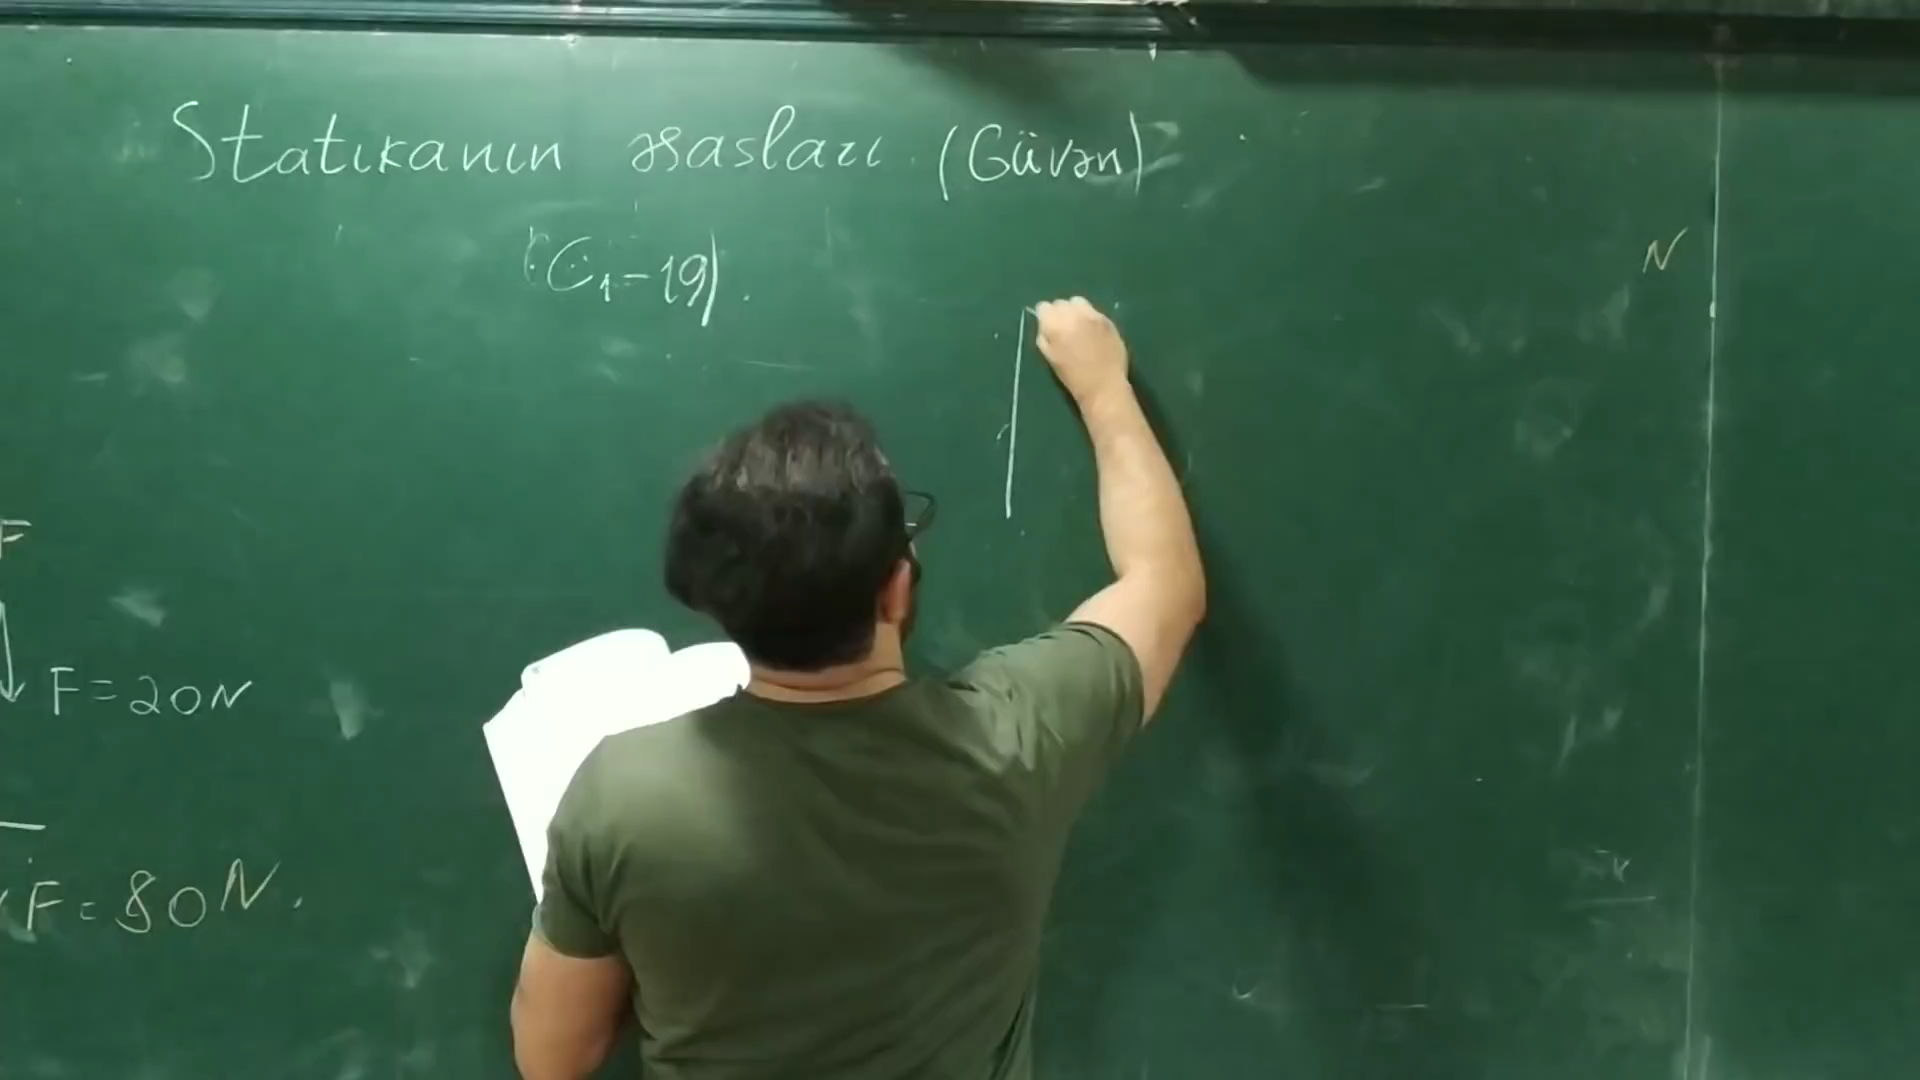 Statikanın əsasları (Güvən)
(C₁-19).
N
F
F=20N
F=80N.